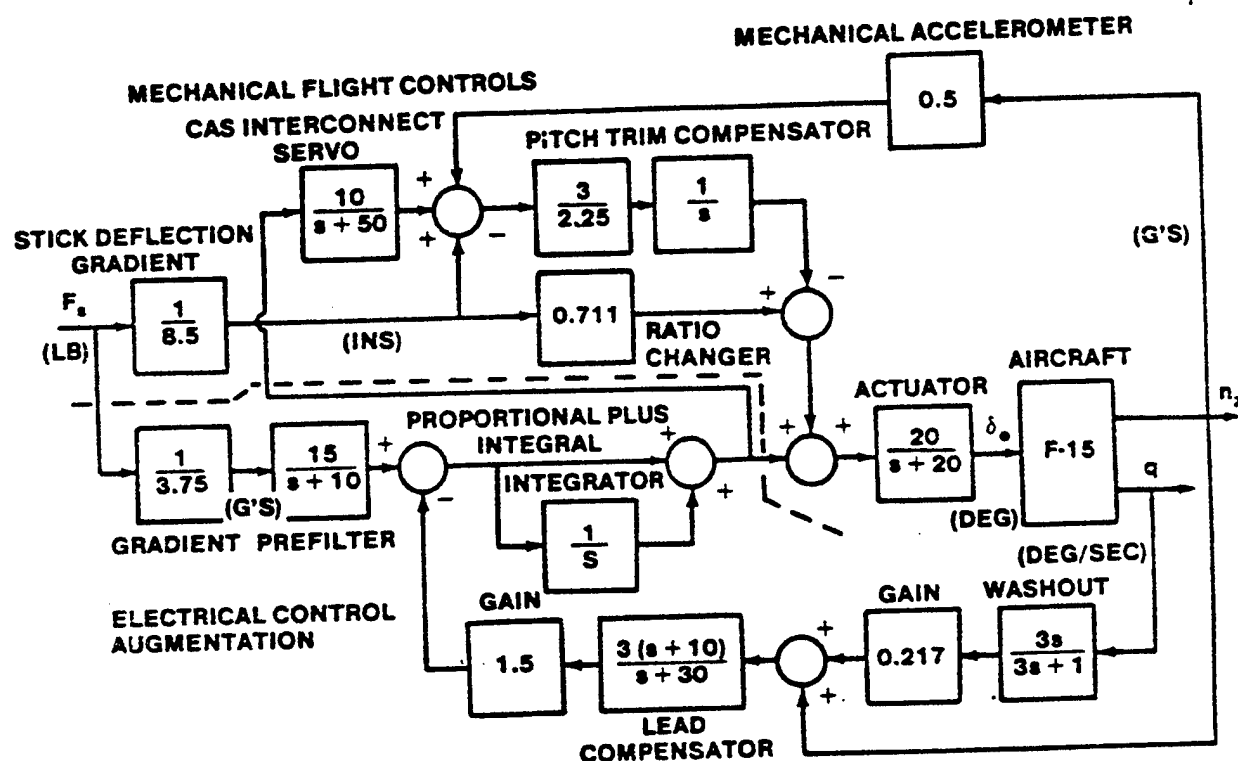 MECHANICAL ACCELEROMETER
0.5
MECHANICAL FLIGHT CONTROLS
CAS INTERCONNECT
SERVO
PiTCH TRIM COMPENSATOR
10
s + 50
+
+
−
3
2.25
1
s
(G'S)
STICK DEFLECTION
GRADIENT
Fs
(LB)
1
8.5
(INS)
0.711
RATIO
CHANGER
+
−
AIRCRAFT
F-15
nz
q
ACTUATOR
20
s + 20
δe
(DEG)
(DEG/SEC)
+
+
+
PROPORTIONAL PLUS
INTEGRAL
INTEGRATOR
1
S
+
+
1
3.75
(G'S)
15
s + 10
+
−
GRADIENT PREFILTER
ELECTRICAL CONTROL
AUGMENTATION
GAIN
1.5
3 (s + 10)
s + 30
LEAD
COMPENSATOR
+
+
GAIN
0.217
WASHOUT
3s
3s + 1